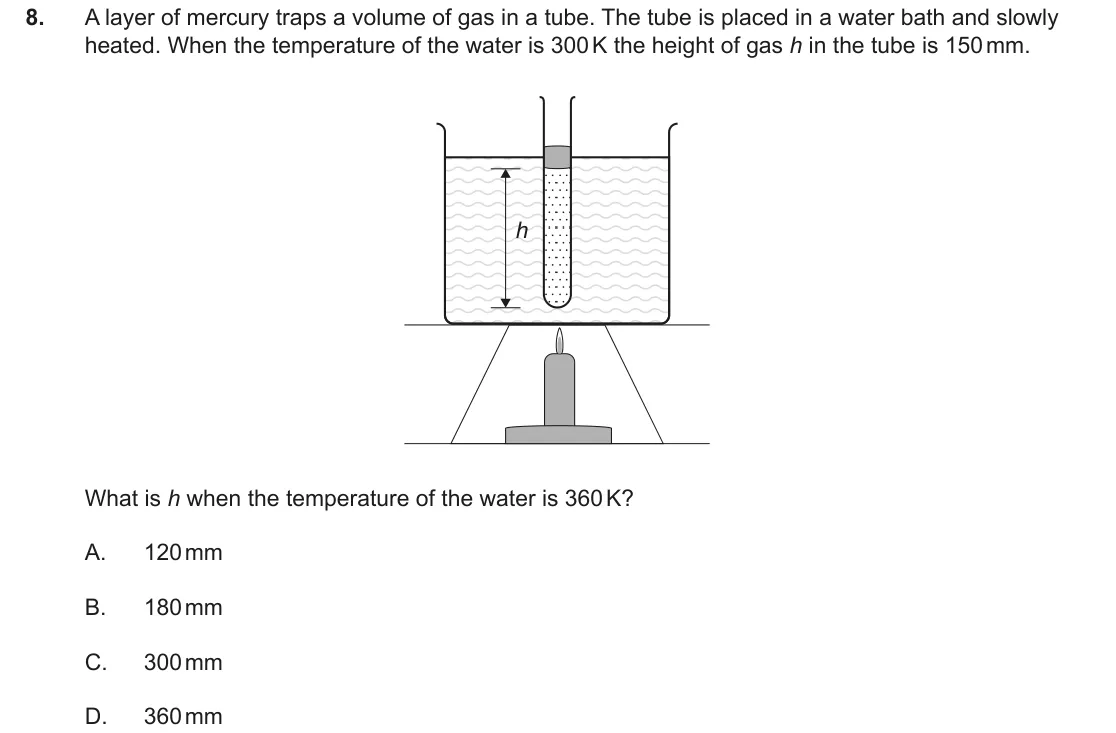 8. A layer of mercury traps a volume of gas in a tube. The tube is placed in a water bath and slowly
heated. When the temperature of the water is 300 K the height of gas h in the tube is 150 mm.
h
What is h when the temperature of the water is 360 K?
A. 120 mm
B. 180 mm
C. 300 mm
D. 360 mm